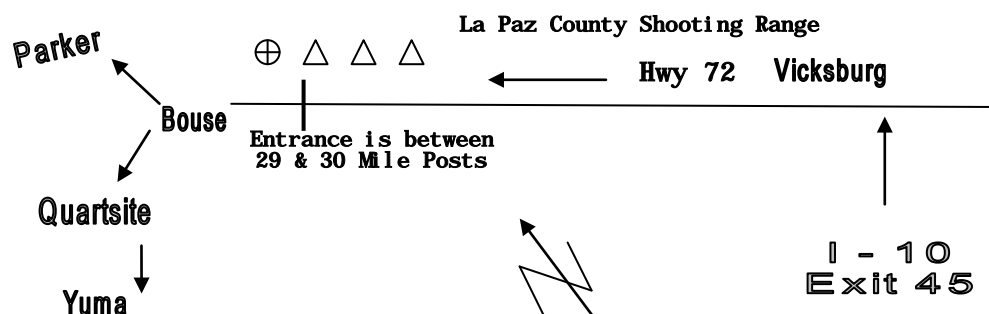 La Paz County Shooting Range
Parker
Hwy 72 Vicksburg
Bouse
Entrance is between
29 & 30 Mile Posts
Quartsite
I - 10
Exit 45
Yuma
N